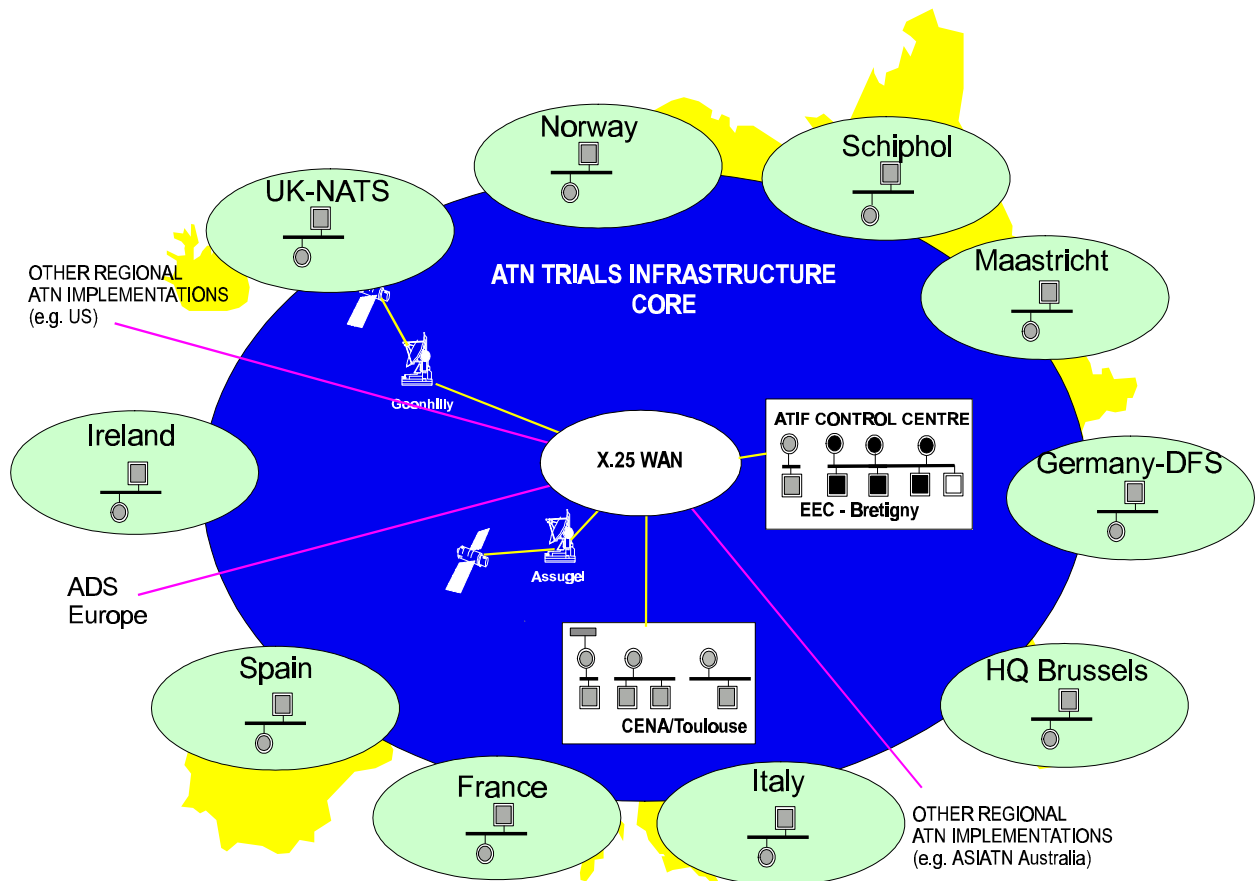 Norway
Schiphol
UK-NATS
Maastricht
OTHER REGIONAL
ATN IMPLEMENTATIONS
(e.g. US)
ATN TRIALS INFRASTRUCTURE
CORE
Goonhilly
Ireland
X.25 WAN
ATIF CONTROL CENTRE
EEC - Bretigny
Germany-DFS
Assugel
ADS
Europe
Spain
CENA/Toulouse
HQ Brussels
France
Italy
OTHER REGIONAL
ATN IMPLEMENTATIONS
(e.g. ASIATN Australia)